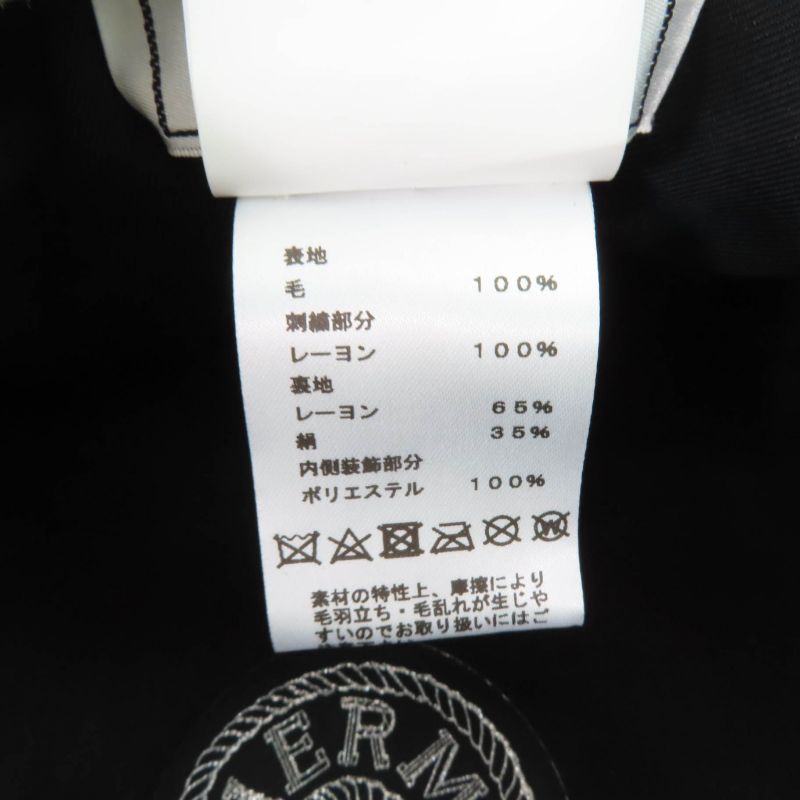 表地
毛 100%
刺繍部分
レーヨン 100%
裏地
レーヨン 65%
絹 35%
内側装飾部分
ポリエステル 100%
素材の特性上、摩擦により
毛羽立ち・毛乱れが生じや
すいのでお取り扱いにはご
ERM